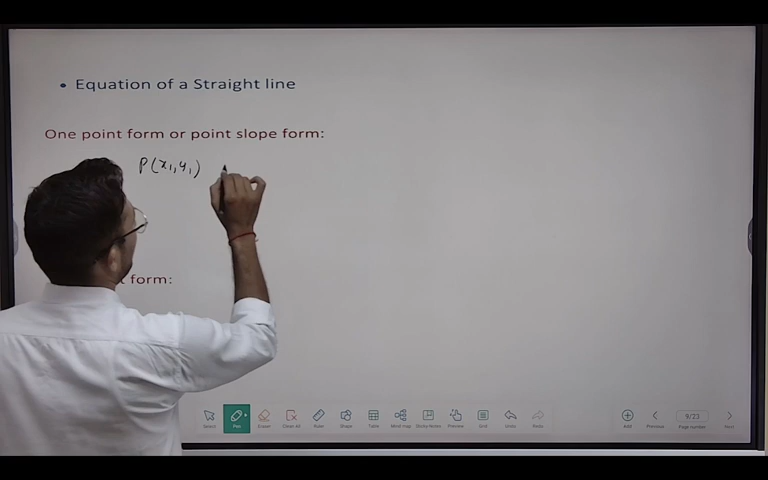 • Equation of a Straight line
One point form or point slope form:
P(x₁, y₁)
form:
Select Pen Eraser Clear All Ruler Shape Table Mind map Sticky Notes Preview Grid Undo Redo Add Previous 9/23 Page number Next